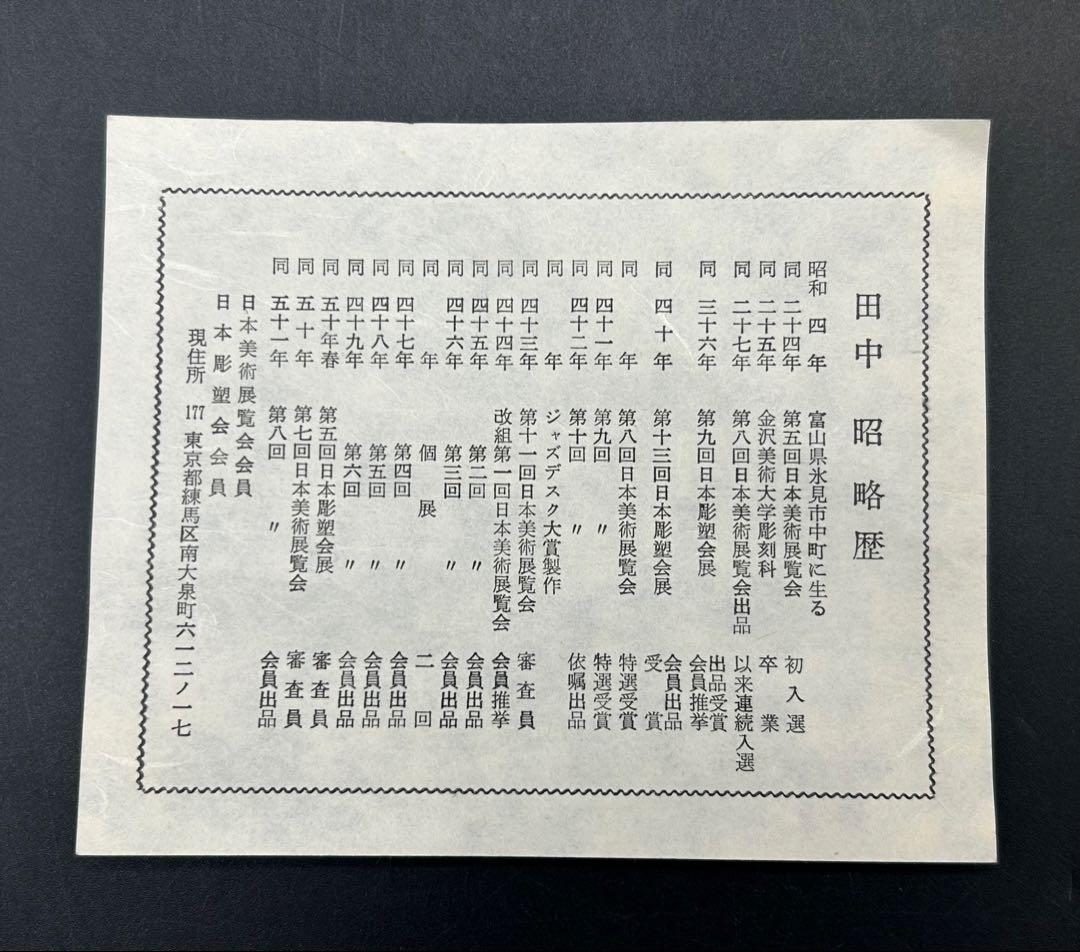 田中　昭　略歴
昭和　四年　富山県氷見市中町に生る
同　二十四年　第五回日本美術展覧会　初入選
同　二十五年　金沢美術大学彫刻科　卒業
同　二十七年　第八回日本美術展覧会出品　以来連続入選
同　三十六年　第九回日本彫塑会展　出品受賞
会員推挙
同　四十年　第十三回日本彫塑会展　会員出品
受賞
同　年　第八回日本美術展覧会　特選受賞
同　四十一年　第九回　〃　特選受賞
同　四十二年　第十回　〃　依嘱出品
同　年　ジャズデスク大賞製作
同　四十三年　第十一回日本美術展覧会　審査員
同　四十四年　改組第一回日本美術展覧会　会員推挙
同　四十五年　第二回　〃　会員出品
同　四十六年　第三回　〃　会員出品
同　年　個展　二回
同　四十七年　第四回　〃　会員出品
同　四十八年　第五回　〃　会員出品
同　四十九年　第六回　〃　会員出品
同　五十年春　第五回日本彫塑会展　審査員
同　五十年　第七回日本美術展覧会　審査員
同　五十一年　第八回　〃　会員出品
日本美術展覧会会員
日本彫塑会会員
現住所　177　東京都練馬区南大泉町六ー二ノ一七